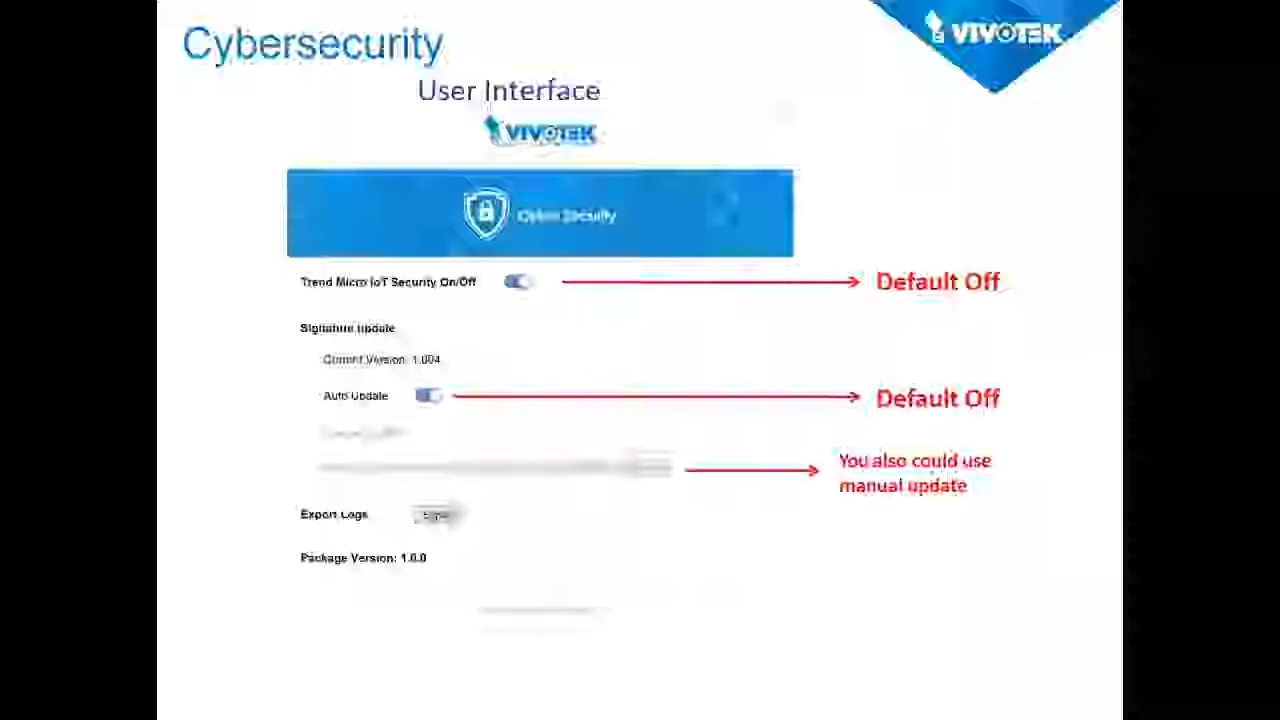 Cybersecurity
VIVOTEK
User Interface
VIVOTEK
Cyber Security
Trend Micro IoT Security On/Off
Default Off
Signature update
Current Version: 1.004
Auto Update
Default Off
You also could use
manual update
Export Logs
Package Version: 1.0.0